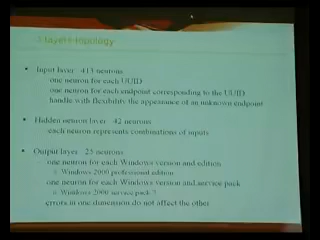 3 layers topology
• Input layer 413 neurons
one neuron for each UUID
one neuron for each endpoint corresponding to the UUID
handle with flexibility the appearance of an unknown endpoint
• Hidden neuron layer 42 neurons
each neuron represents combinations of inputs
• Output layer 25 neurons
one neuron for each Windows version and edition
Windows 2000 professional edition
one neuron for each Windows version and service pack
Windows 2000 service pack 2
errors in one dimension do not affect the other